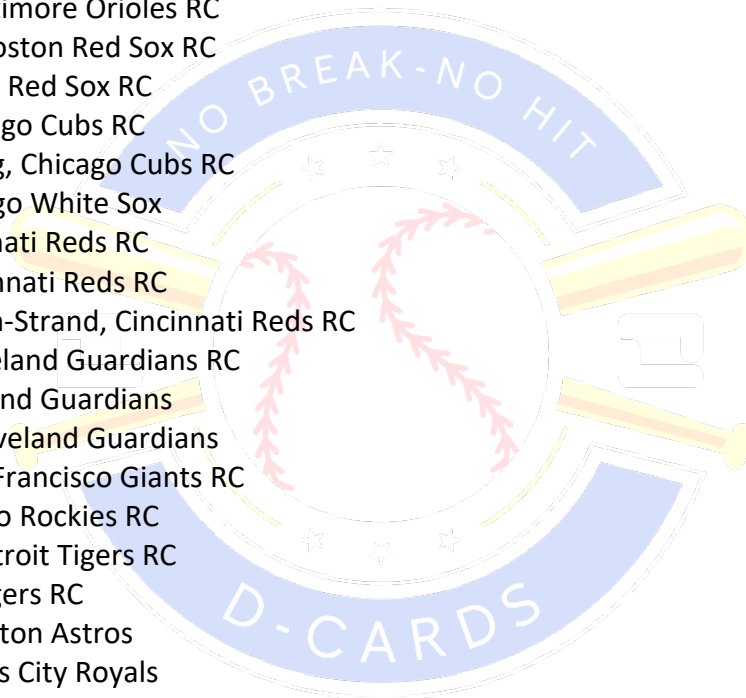 timore Orioles RC
oston Red Sox RC
Red Sox RC
go Cubs RC
g, Chicago Cubs RC
go White Sox
nati Reds RC
nnati Reds RC
-Strand, Cincinnati Reds RC
eland Guardians RC
nd Guardians
veland Guardians
Francisco Giants RC
o Rockies RC
troit Tigers RC
gers RC
ton Astros
s City Royals
NO BREAK-NO HIT
D-CARDS